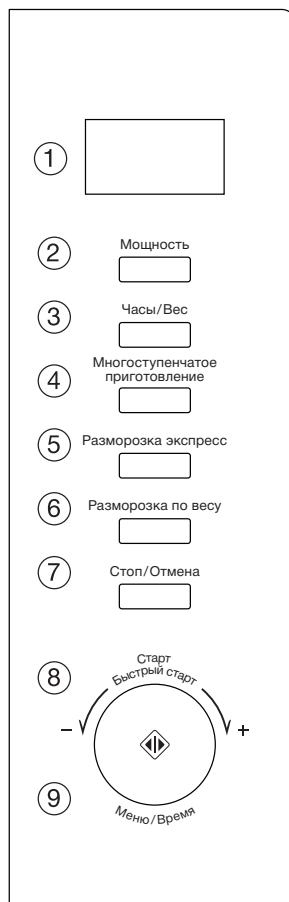 1
2
Мощность
3
Часы/Вес
4
Многоступенчатое
приготовление
5
Разморозка экспресс
6
Разморозка по весу
7
Стоп/Отмена
8
Старт
Быстрый старт
− +
9
Меню/Время